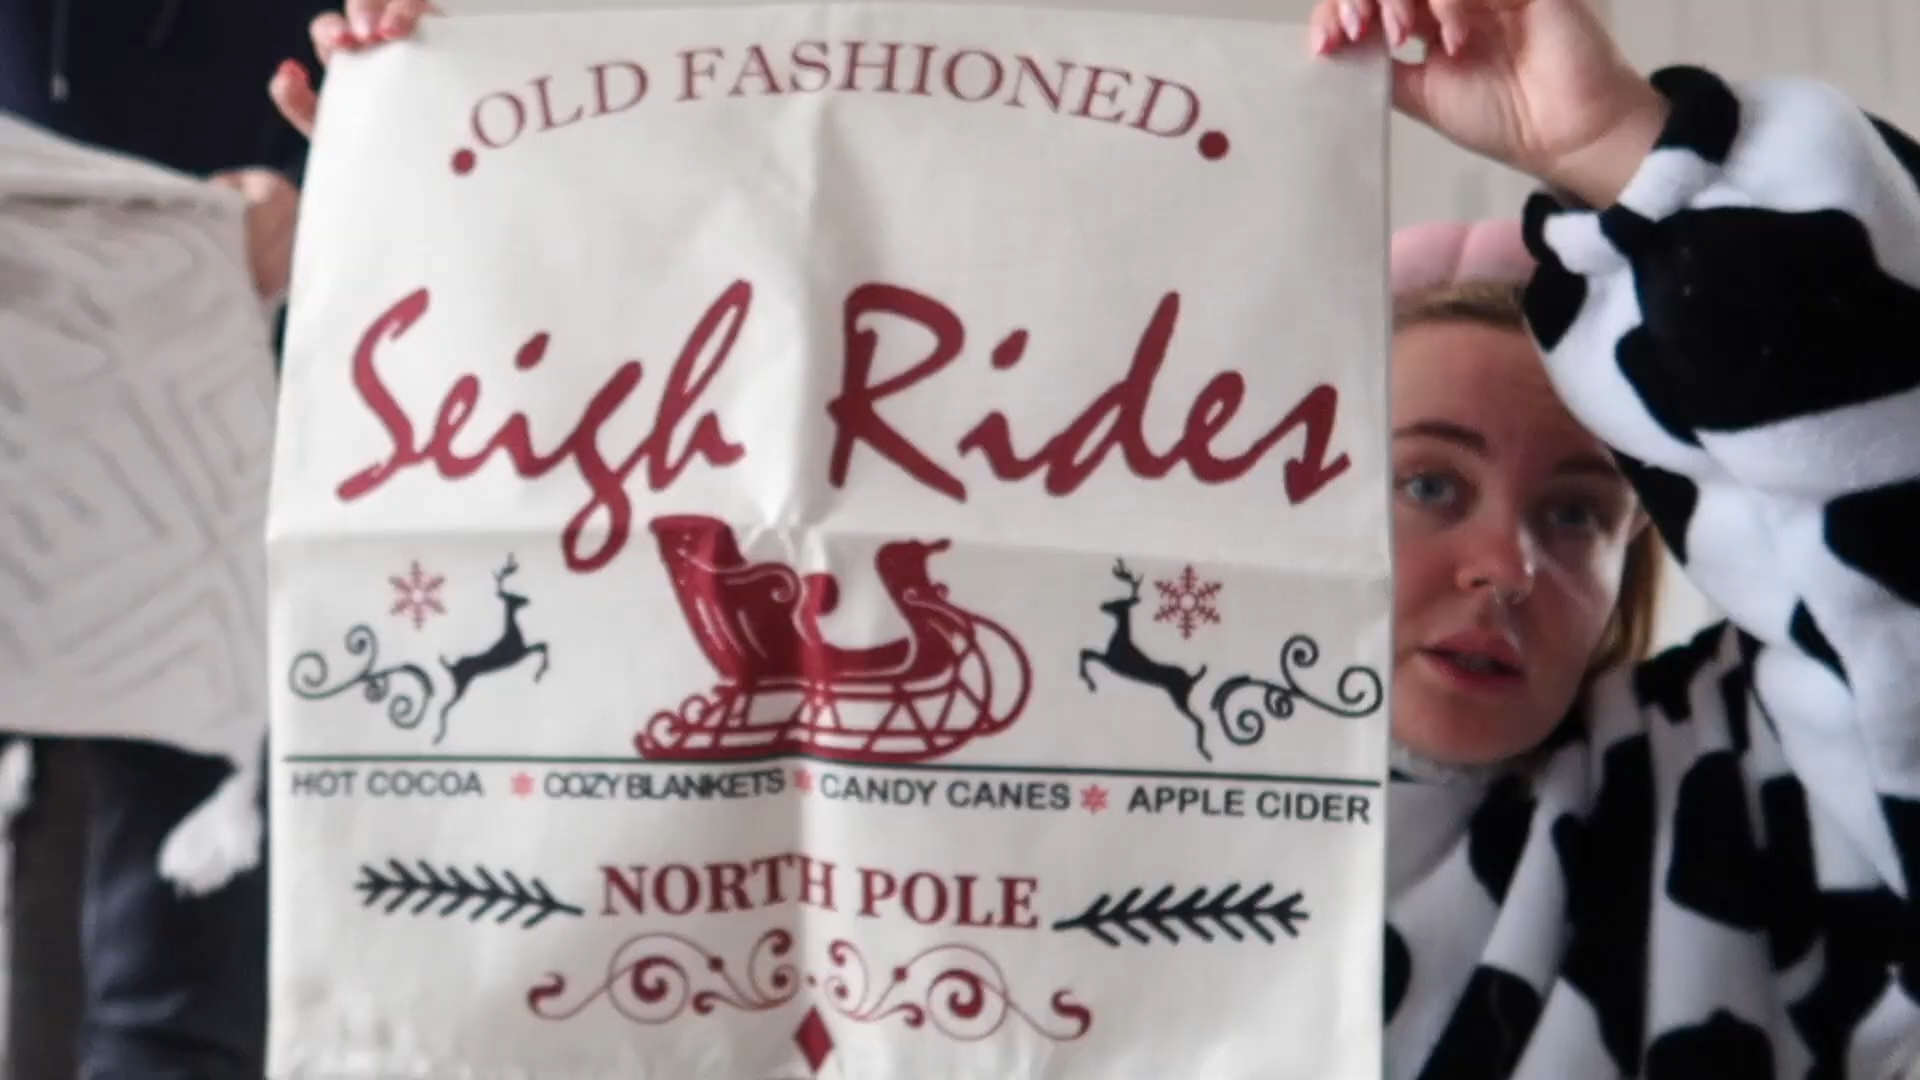 OLD FASHIONED
Seigh Rides
HOT COCOA * COZY BLANKETS * CANDY CANES * APPLE CIDER
NORTH POLE